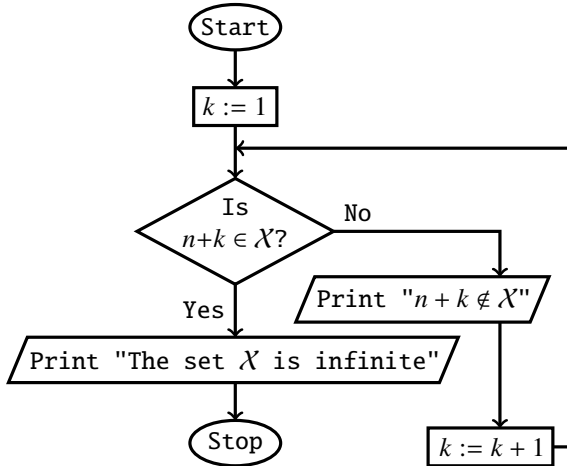 Start
k := 1
Is
n+k ∈ 𝒳?
No
Print "n + k ∉ 𝒳"
Yes
Print "The set 𝒳 is infinite"
Stop
k := k + 1